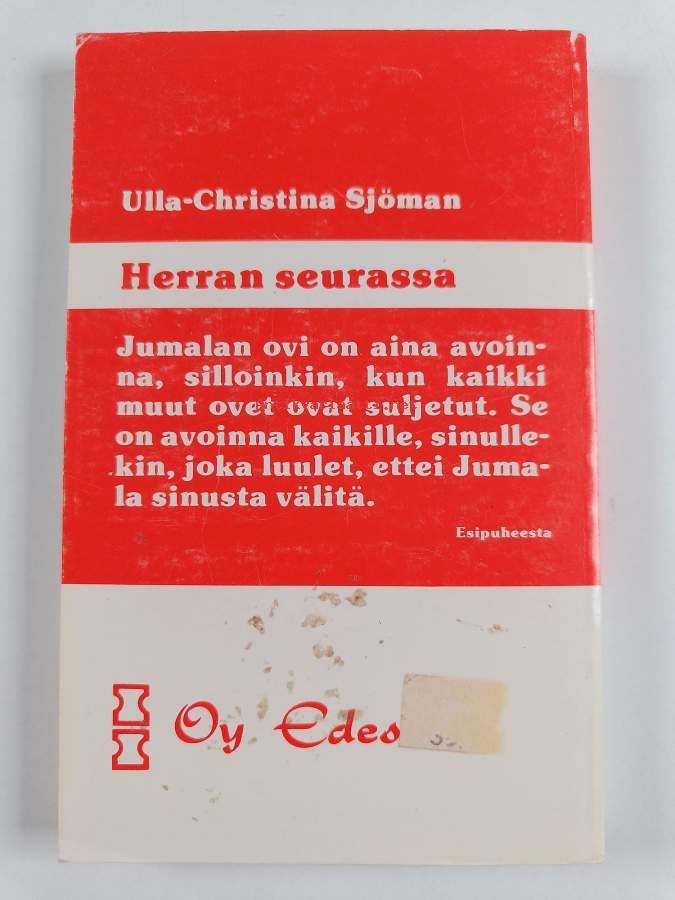 Ulla-Christina Sjöman
Herran seurassa
Jumalan ovi on aina avoin-
na, silloinkin, kun kaikki
muut ovet ovat suljetut. Se
on avoinna kaikille, sinulle-
kin, joka luulet, ettei Juma-
la sinusta välitä.
Esipuheesta
Oy Edes